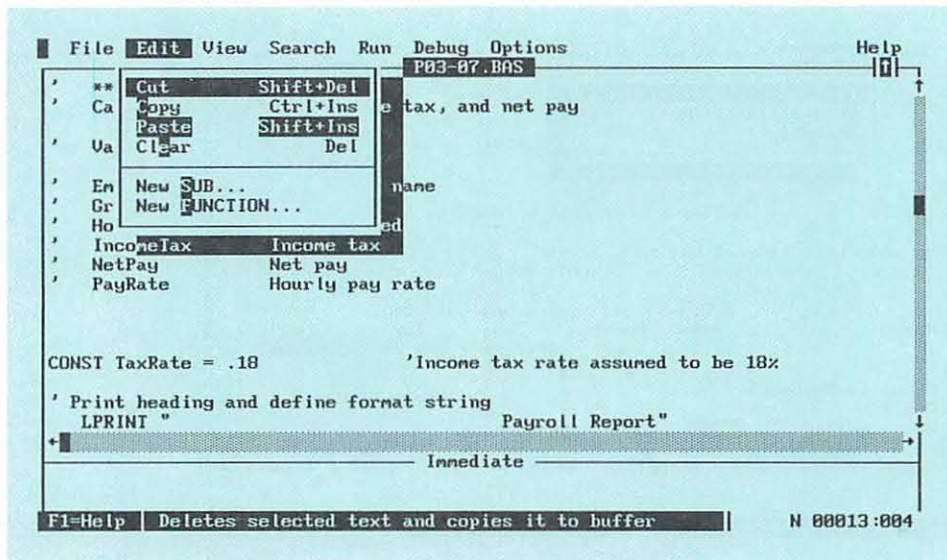 File Edit View Search Run Debug Options Help
P03-07.BAS
' **
Cut Shift+Del
' Ca
Copy Ctrl+Ins
e tax, and net pay
Paste Shift+Ins
' Va
Clear Del
' Em
New SUB...
name
' Gr
New FUNCTION...
' Ho
ed
' IncomeTax Income tax
' NetPay Net pay
' PayRate Hourly pay rate
CONST TaxRate = .18 'Income tax rate assumed to be 18%
' Print heading and define format string
LPRINT " Payroll Report"
Immediate
F1=Help | Deletes selected text and copies it to buffer | N 00013:004